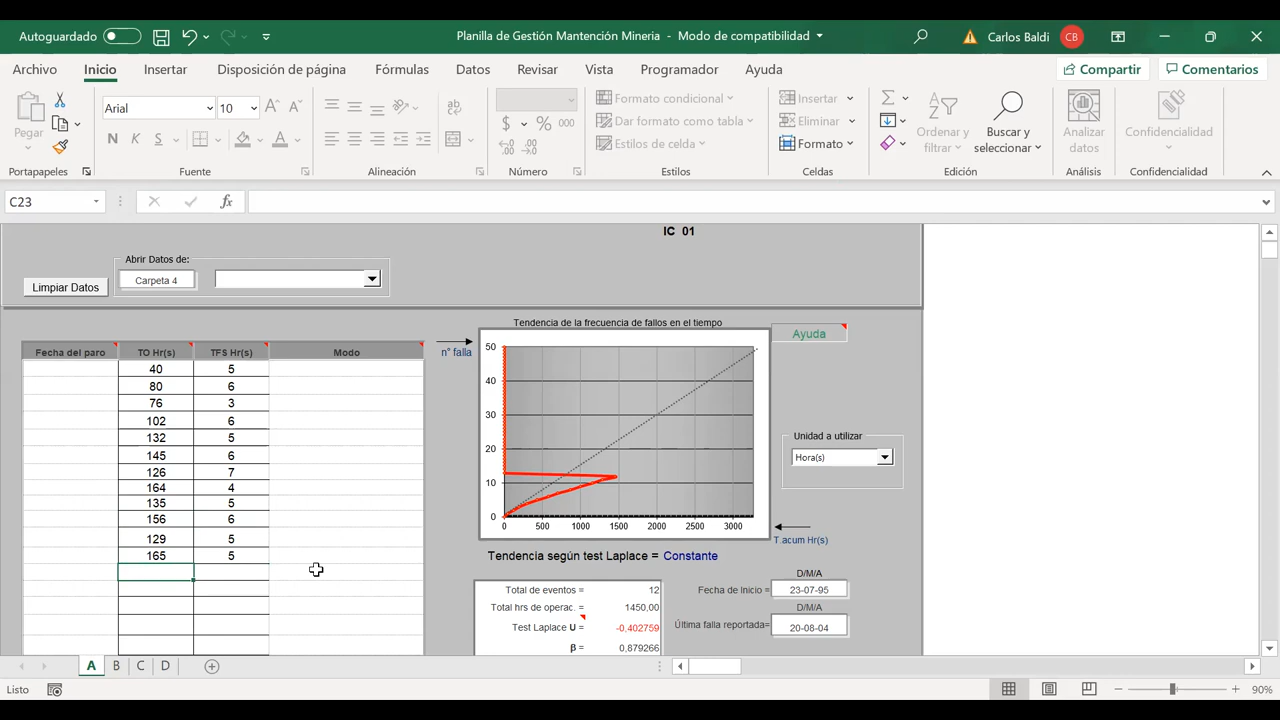 Autoguardado
Planilla de Gestión Mantención Mineria - Modo de compatibilidad
Carlos Baldi CB
Archivo Inicio Insertar Disposición de página Fórmulas Datos Revisar Vista Programador Ayuda
Compartir Comentarios
Pegar
Arial 10
N K S
Formato condicional
Dar formato como tabla
Estilos de celda
$ % 000
Insertar
Eliminar
Formato
Ordenar y filtrar
Buscar y seleccionar
Analizar datos
Confidencialidad
Portapapeles Fuente Alineación Número Estilos Celdas Edición Análisis Confidencialidad
C23 fx
IC 01
Abrir Datos de:
Limpiar Datos Carpeta 4
Tendencia de la frecuencia de fallos en el tiempo
Ayuda
Fecha del paro TO Hr(s) TFS Hr(s) Modo
40 5
80 6
76 3
102 6
132 5
145 6
126 7
164 4
135 5
156 6
129 5
165 5
n° falla
50
40
30
20
10
0
0 500 1000 1500 2000 2500 3000
T.acum Hr(s)
Unidad a utilizar
Hora(s)
Tendencia según test Laplace = Constante
Total de eventos = 12
Total hrs de operac. = 1450,00
Test Laplace U = -0,402759
β = 0,879266
D/M/A
Fecha de Inicio = 23-07-95
D/M/A
Última falla reportada= 20-08-04
A B C D
Listo
90%